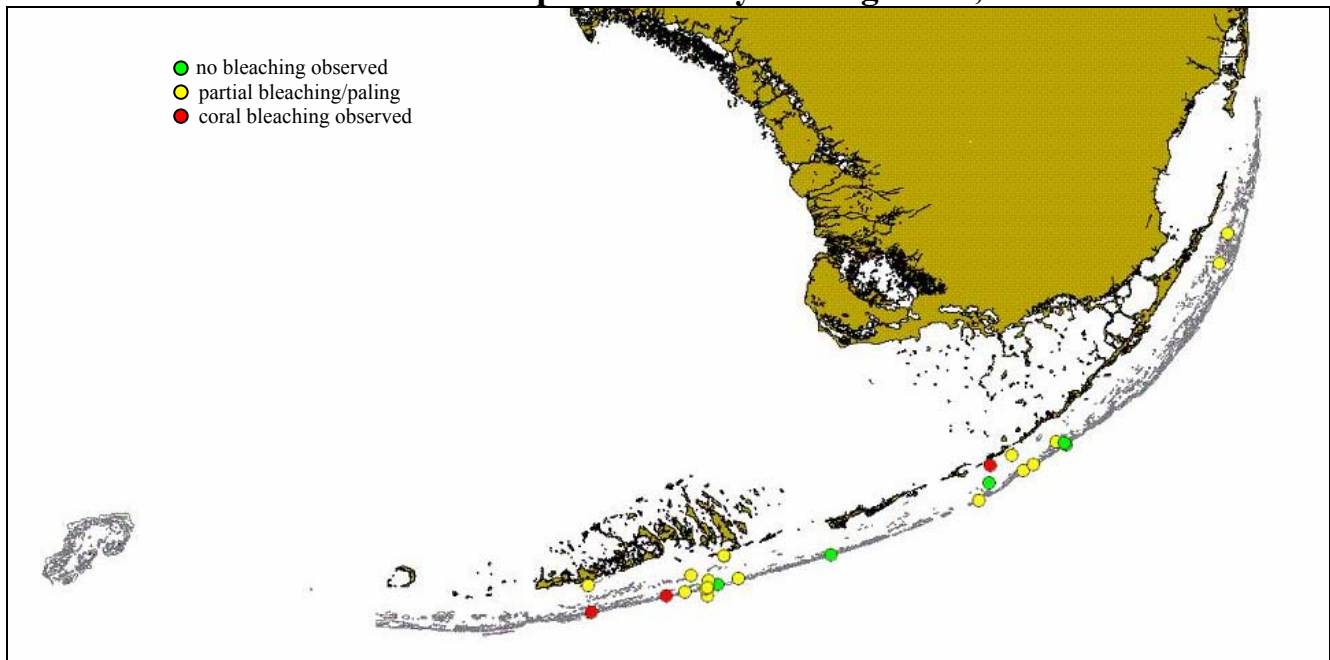 no bleaching observed
partial bleaching/paling
coral bleaching observed